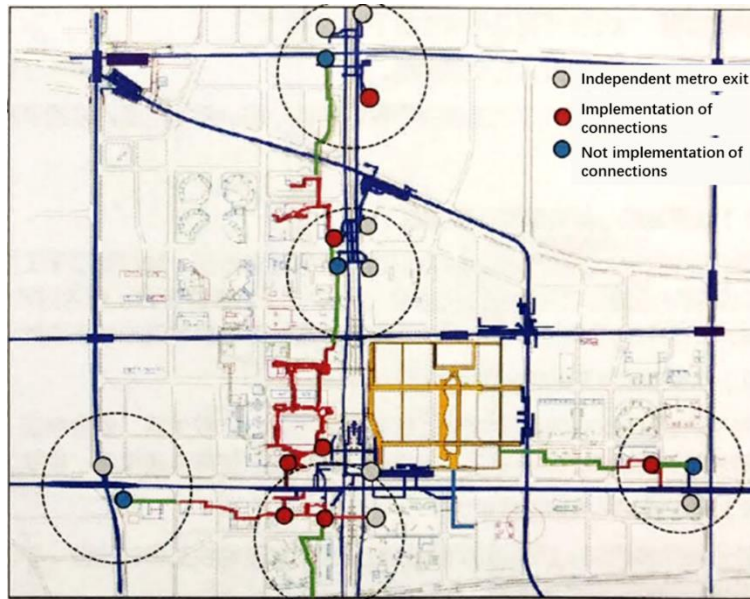 Independent metro exit
Implementation of
connections
Not implementation of
connections